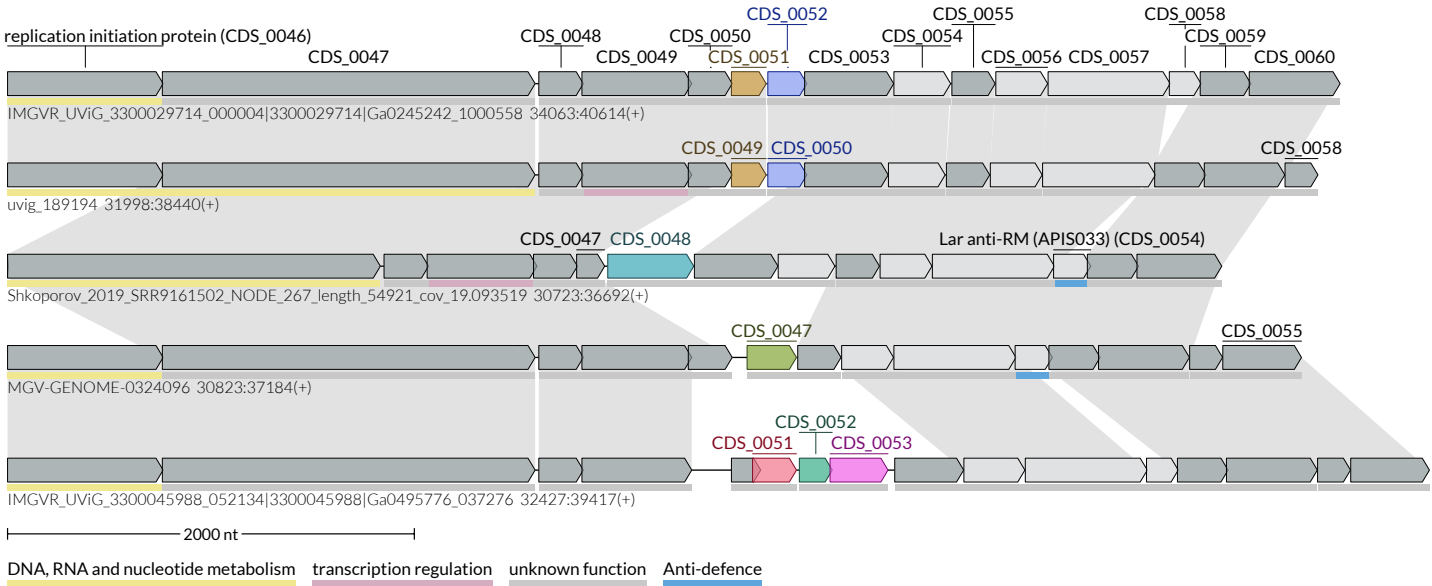 CDS_0052 CDS_0055 CDS_0058
replication initiation protein (CDS_0046) CDS_0048 CDS_0050 CDS_0054 CDS_0059
CDS_0047 CDS_0049 CDS_0051 CDS_0053 CDS_0056 CDS_0057 CDS_0060
IMGVR_UViG_3300029714_000004|3300029714|Ga0245242_1000558 34063:40614(+)
CDS_0049 CDS_0050 CDS_0058
uvig_189194 31998:38440(+)
CDS_0047 CDS_0048 Lar anti-RM (APIS033) (CDS_0054)
Shkoporov_2019_SRR9161502_NODE_267_length_54921_cov_19.093519 30723:36692(+)
CDS_0047 CDS_0055
MGV-GENOME-0324096 30823:37184(+)
CDS_0052
CDS_0051 CDS_0053
IMGVR_UViG_3300045988_052134|3300045988|Ga0495776_037276 32427:39417(+)
2000 nt
DNA, RNA and nucleotide metabolism transcription regulation unknown function Anti-defence